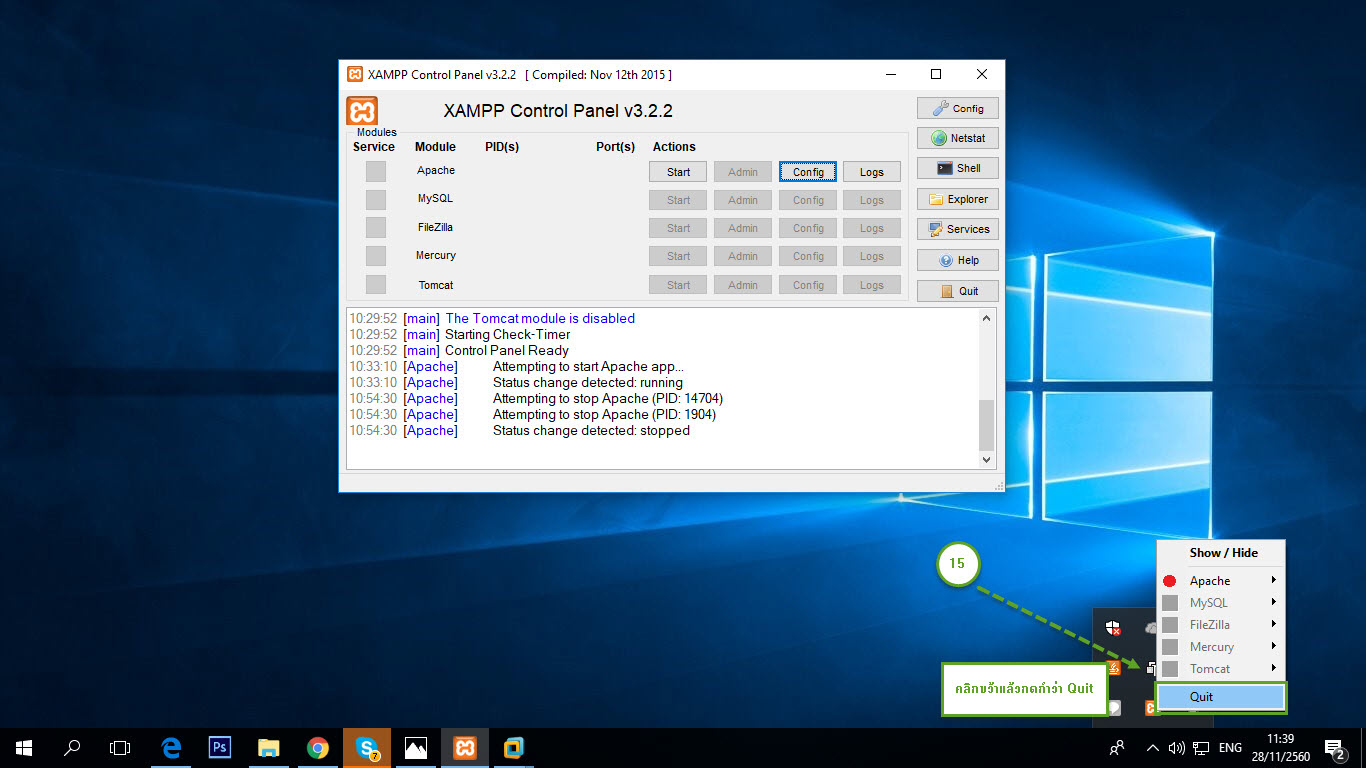 XAMPP Control Panel v3.2.2 [ Compiled: Nov 12th 2015 ]
XAMPP Control Panel v3.2.2
Config
Netstat
Shell
Explorer
Services
Help
Quit
Modules
Service Module PID(s) Port(s) Actions
Apache Start Admin Config Logs
MySQL Start Admin Config Logs
FileZilla Start Admin Config Logs
Mercury Start Admin Config Logs
Tomcat Start Admin Config Logs
10:29:52 [main] The Tomcat module is disabled
10:29:52 [main] Starting Check-Timer
10:29:52 [main] Control Panel Ready
10:33:10 [Apache] Attempting to start Apache app...
10:33:10 [Apache] Status change detected: running
10:54:30 [Apache] Attempting to stop Apache (PID: 14704)
10:54:30 [Apache] Attempting to stop Apache (PID: 1904)
10:54:30 [Apache] Status change detected: stopped
15
Show / Hide
Apache
MySQL
FileZilla
Mercury
Tomcat
Quit
คลิกขว้าแล้วกดคำว่า Quit
Ps
S
7
ENG
11:39
28/11/2560
2